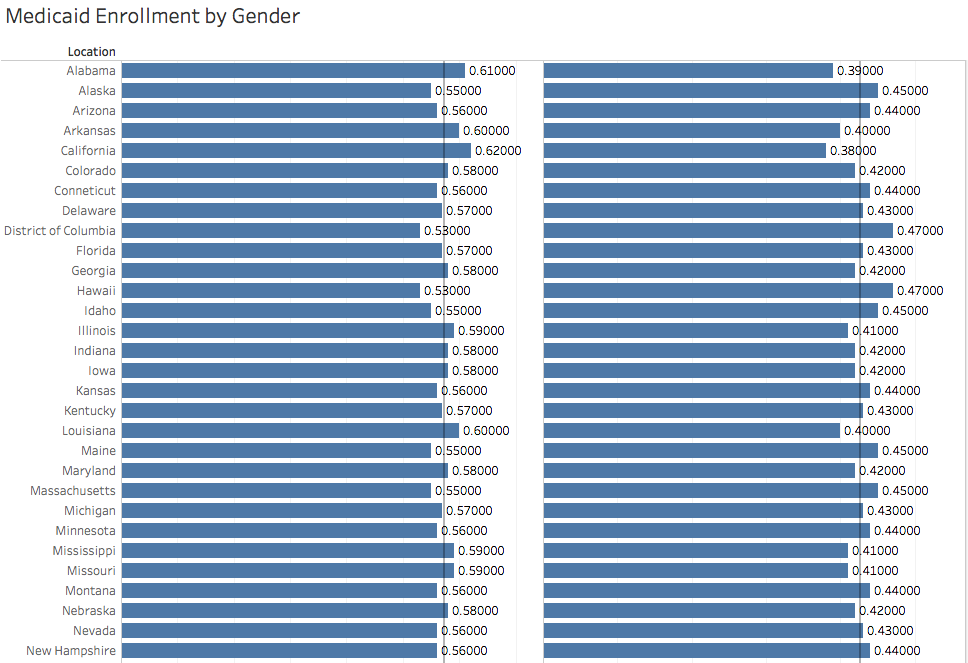 Medicaid Enrollment by Gender
Location
Alabama 0.61000 0.39000
Alaska 0.55000 0.45000
Arizona 0.56000 0.44000
Arkansas 0.60000 0.40000
California 0.62000 0.38000
Colorado 0.58000 0.42000
Conneticut 0.56000 0.44000
Delaware 0.57000 0.43000
District of Columbia 0.53000 0.47000
Florida 0.57000 0.43000
Georgia 0.58000 0.42000
Hawaii 0.53000 0.47000
Idaho 0.55000 0.45000
Illinois 0.59000 0.41000
Indiana 0.58000 0.42000
Iowa 0.58000 0.42000
Kansas 0.56000 0.44000
Kentucky 0.57000 0.43000
Louisiana 0.60000 0.40000
Maine 0.55000 0.45000
Maryland 0.58000 0.42000
Massachusetts 0.55000 0.45000
Michigan 0.57000 0.43000
Minnesota 0.56000 0.44000
Mississippi 0.59000 0.41000
Missouri 0.59000 0.41000
Montana 0.56000 0.44000
Nebraska 0.58000 0.42000
Nevada 0.56000 0.43000
New Hampshire 0.56000 0.44000